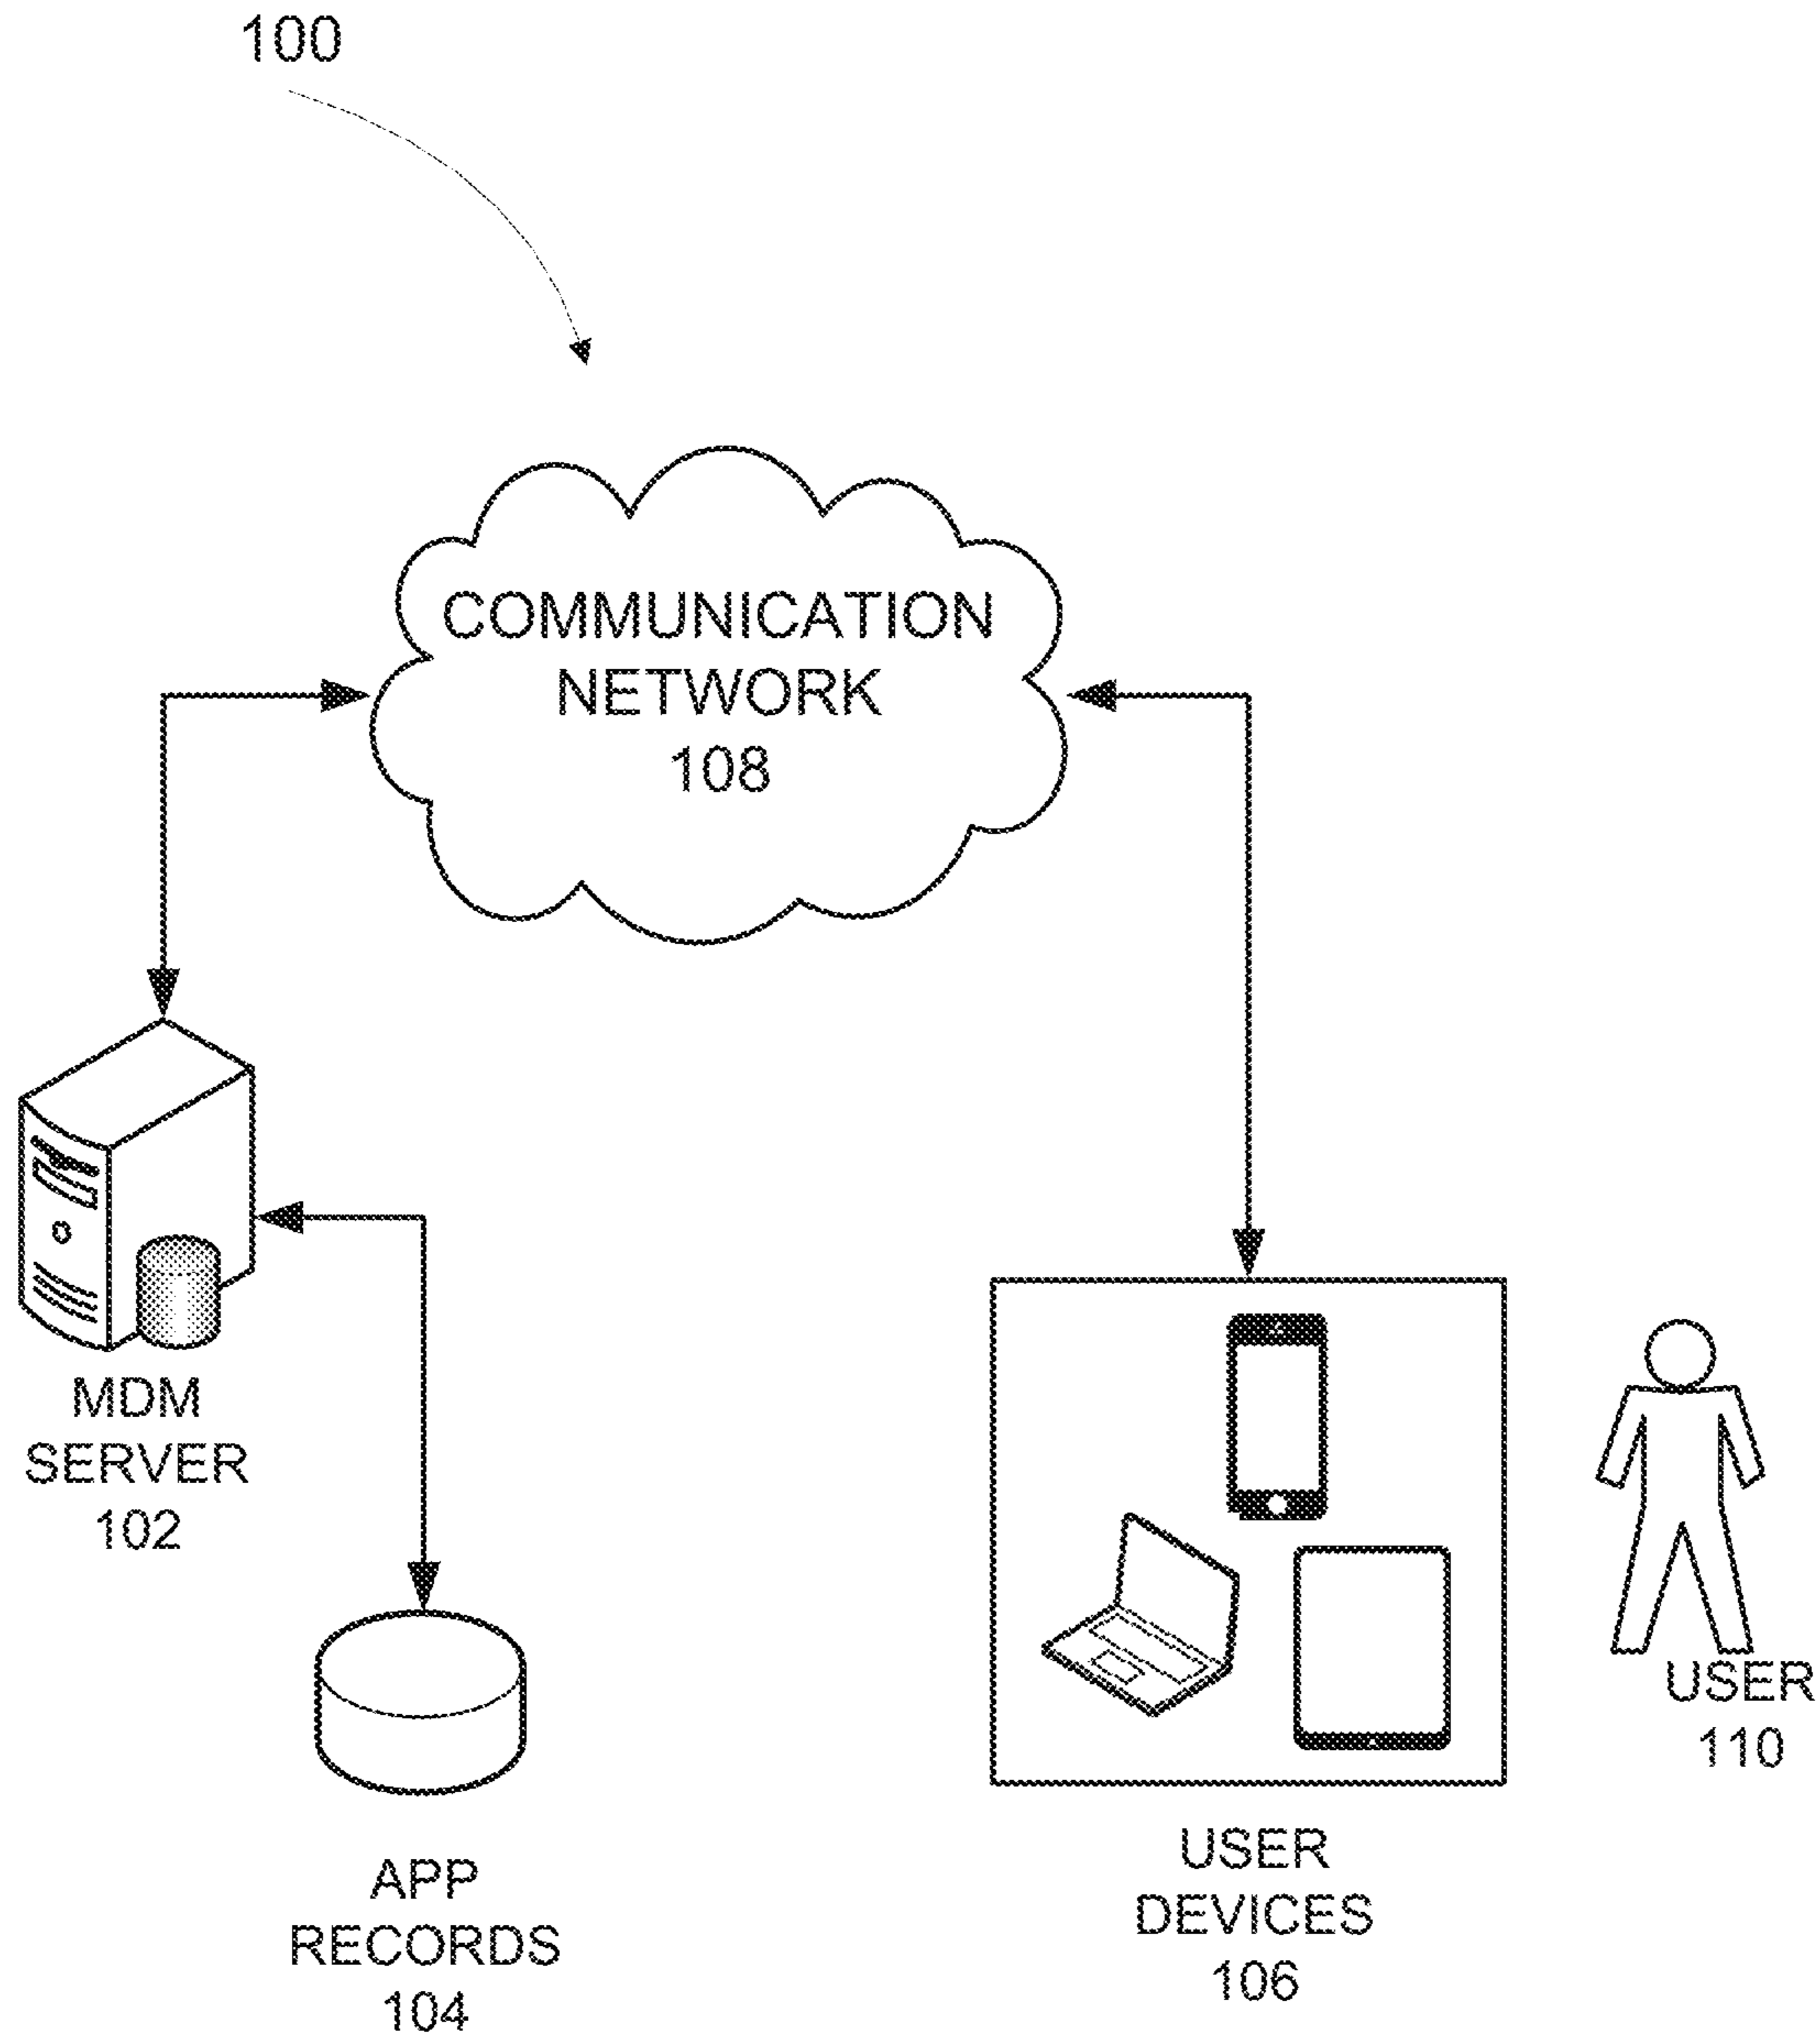 100
COMMUNICATION
NETWORK
108
MDM
SERVER
102
APP
RECORDS
104
USER
DEVICES
106
USER
110